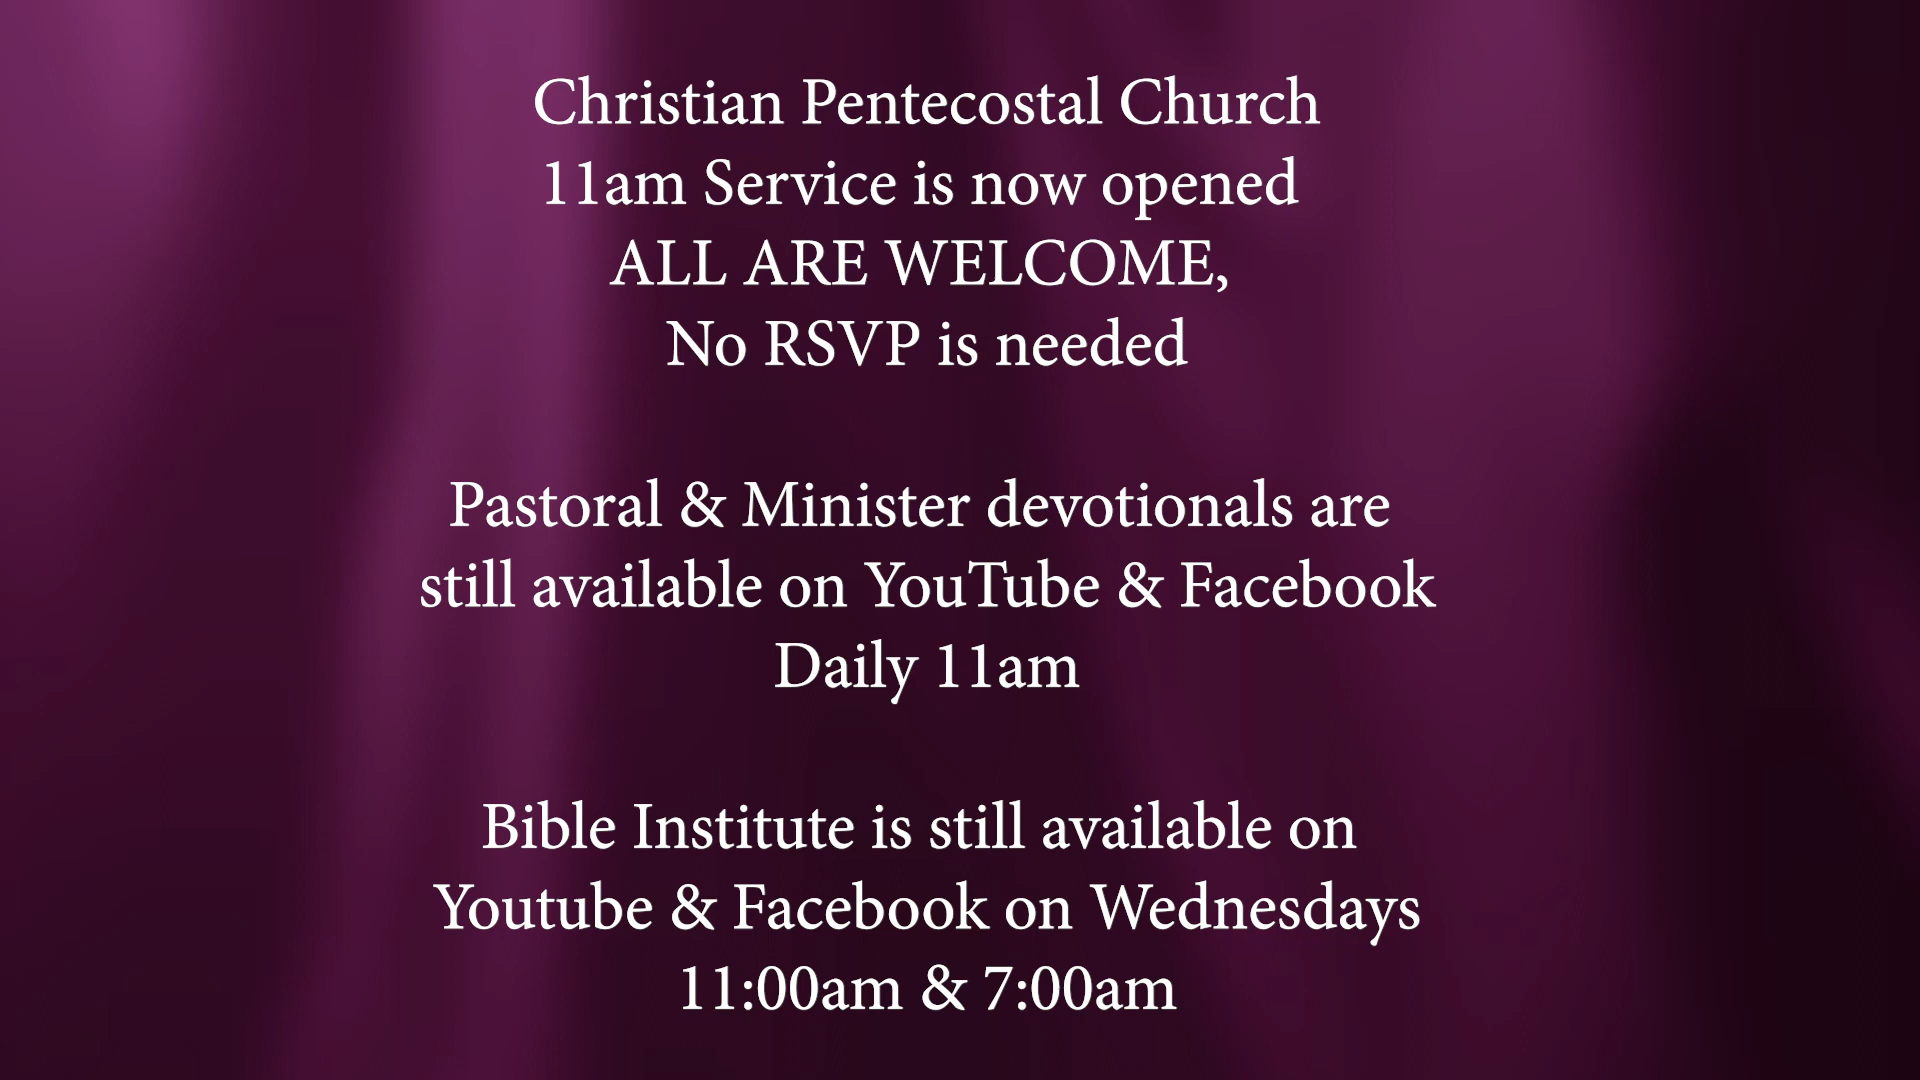 Christian Pentecostal Church
11am Service is now opened
ALL ARE WELCOME,
No RSVP is needed
Pastoral & Minister devotionals are
still available on YouTube & Facebook
Daily 11am
Bible Institute is still available on
Youtube & Facebook on Wednesdays
11:00am & 7:00am